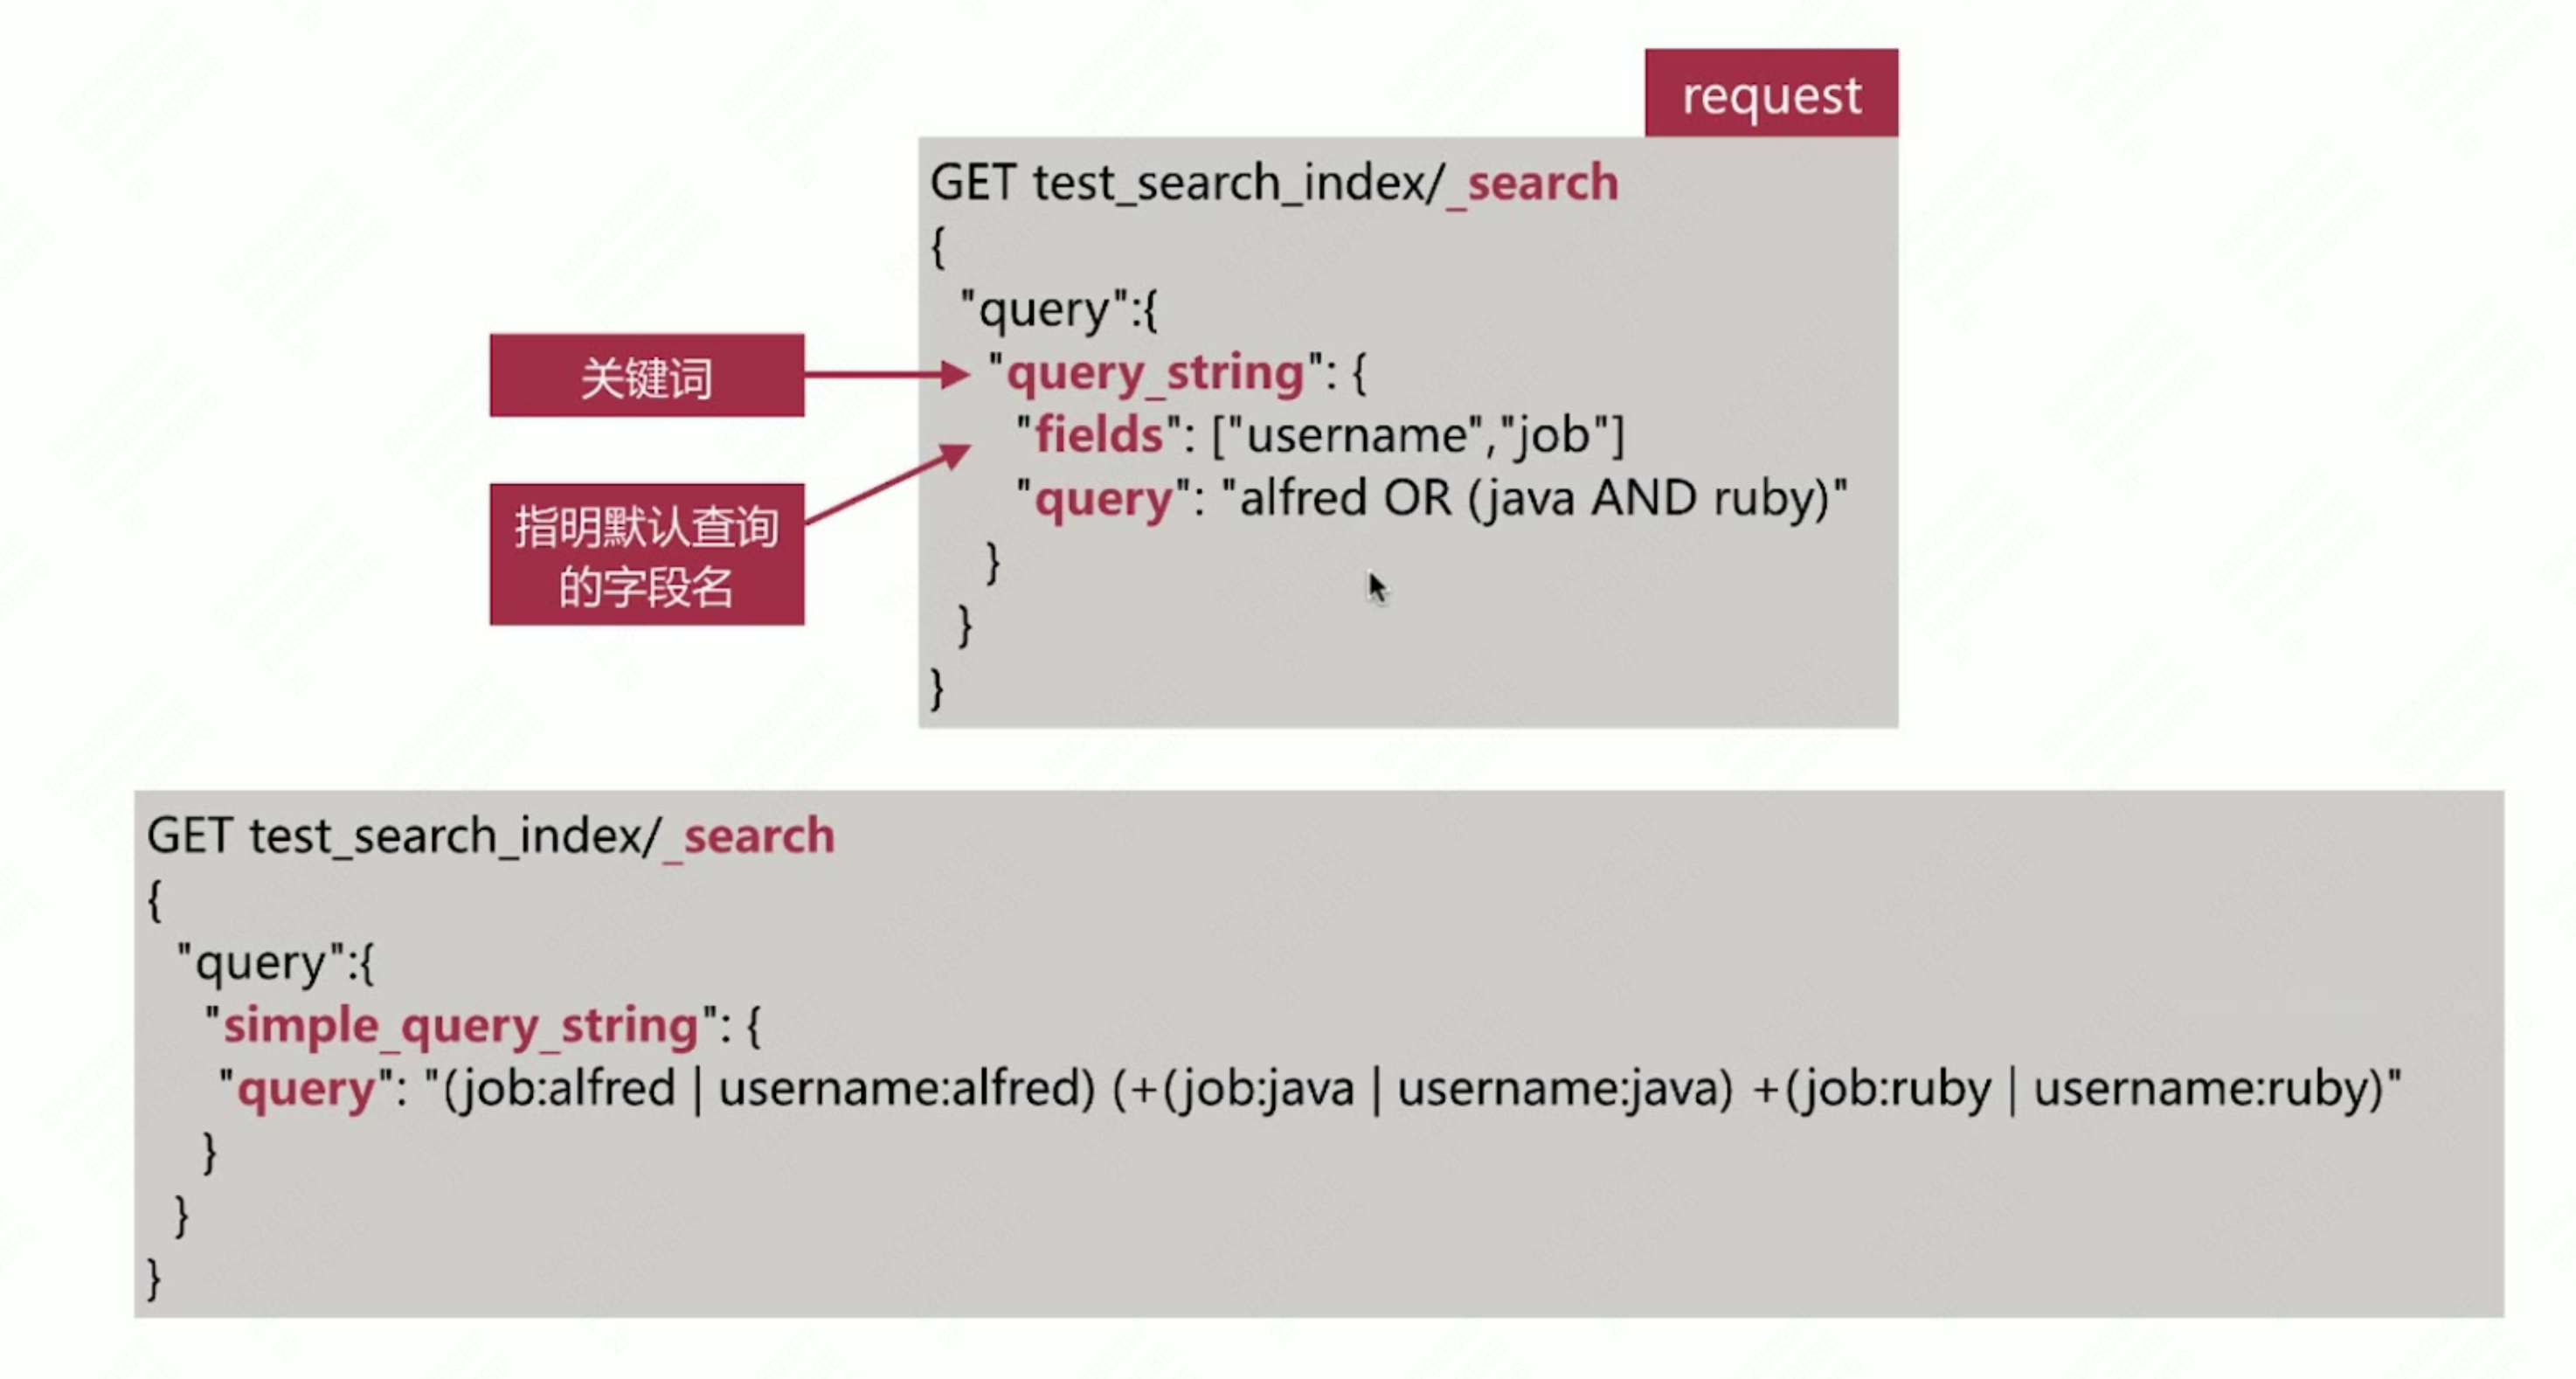 request
GET test_search_index/_search
{
"query":{
关键词
"query_string": {
"fields": ["username","job"]
指明默认查询
的字段名
"query": "alfred OR (java AND ruby)"
}
}
}
GET test_search_index/_search
{
"query":{
"simple_query_string": {
"query": "(job:alfred | username:alfred) (+(job:java | username:java) +(job:ruby | username:ruby)"
}
}
}